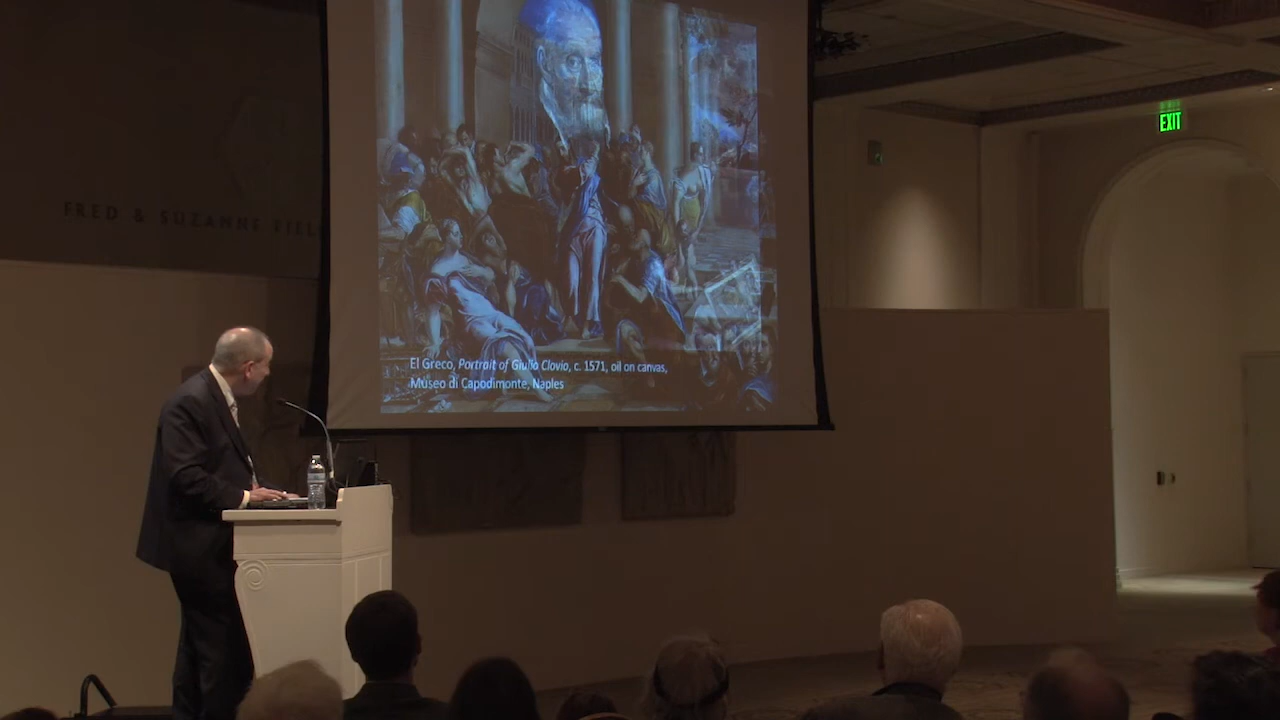 EXIT
FRED & SUZANNE
El Greco, Portrait of Giulio Clovio, c. 1571, oil on canvas,
Museo di Capodimonte, Naples